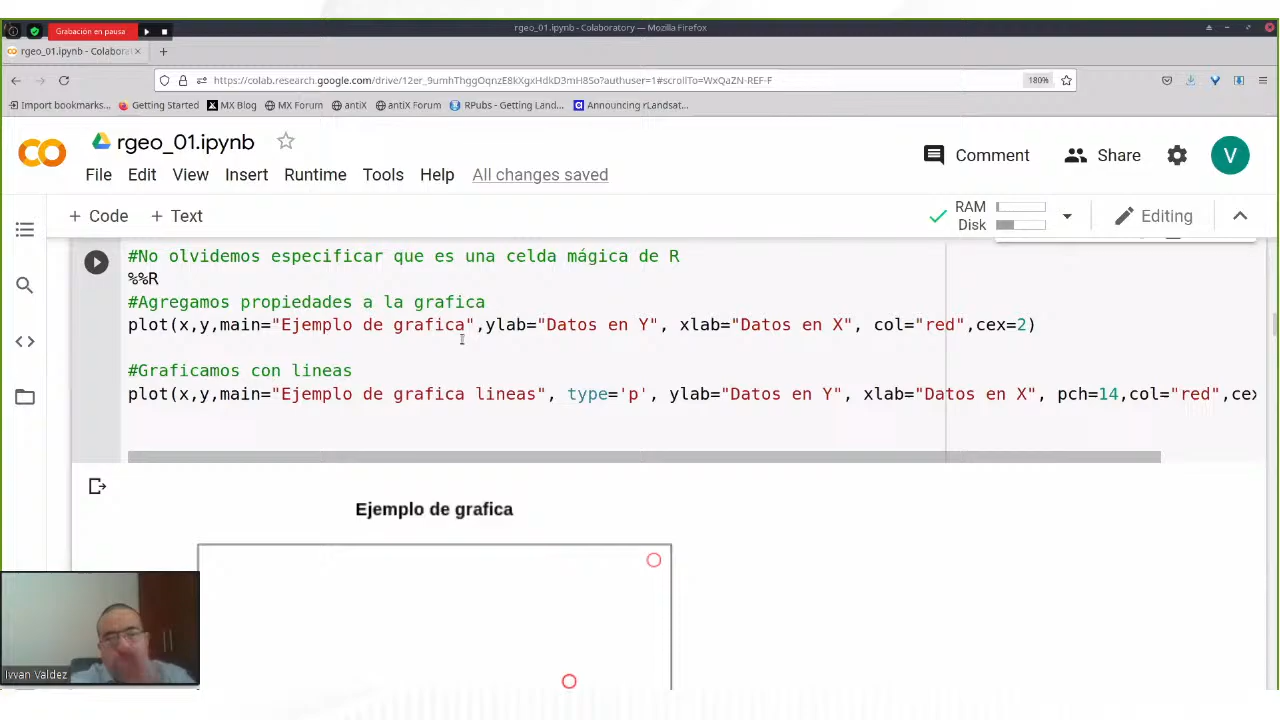 Grabación en pausa
rgeo_01.ipynb - Colaboratory — Mozilla Firefox
rgeo_01.ipynb - Colaborat
https://colab.research.google.com/drive/12er_9umhThggOqnzE8kXgxHdkD3mH8So?authuser=1#scrollTo=WxQaZN-REF-F
180%
Import bookmarks... Getting Started MX Blog MX Forum antiX antiX Forum RPubs - Getting Land... Announcing rLandsat...
rgeo_01.ipynb
Comment Share V
File Edit View Insert Runtime Tools Help All changes saved
+ Code + Text
RAM
Disk
Editing
#No olvidemos especificar que es una celda mágica de R
%%R
#Agregamos propiedades a la grafica
plot(x,y,main="Ejemplo de grafica",ylab="Datos en Y", xlab="Datos en X", col="red",cex=2)
#Graficamos con lineas
plot(x,y,main="Ejemplo de grafica lineas", type='p', ylab="Datos en Y", xlab="Datos en X", pch=14,col="red",cex
Ejemplo de grafica
Ivvan Valdez